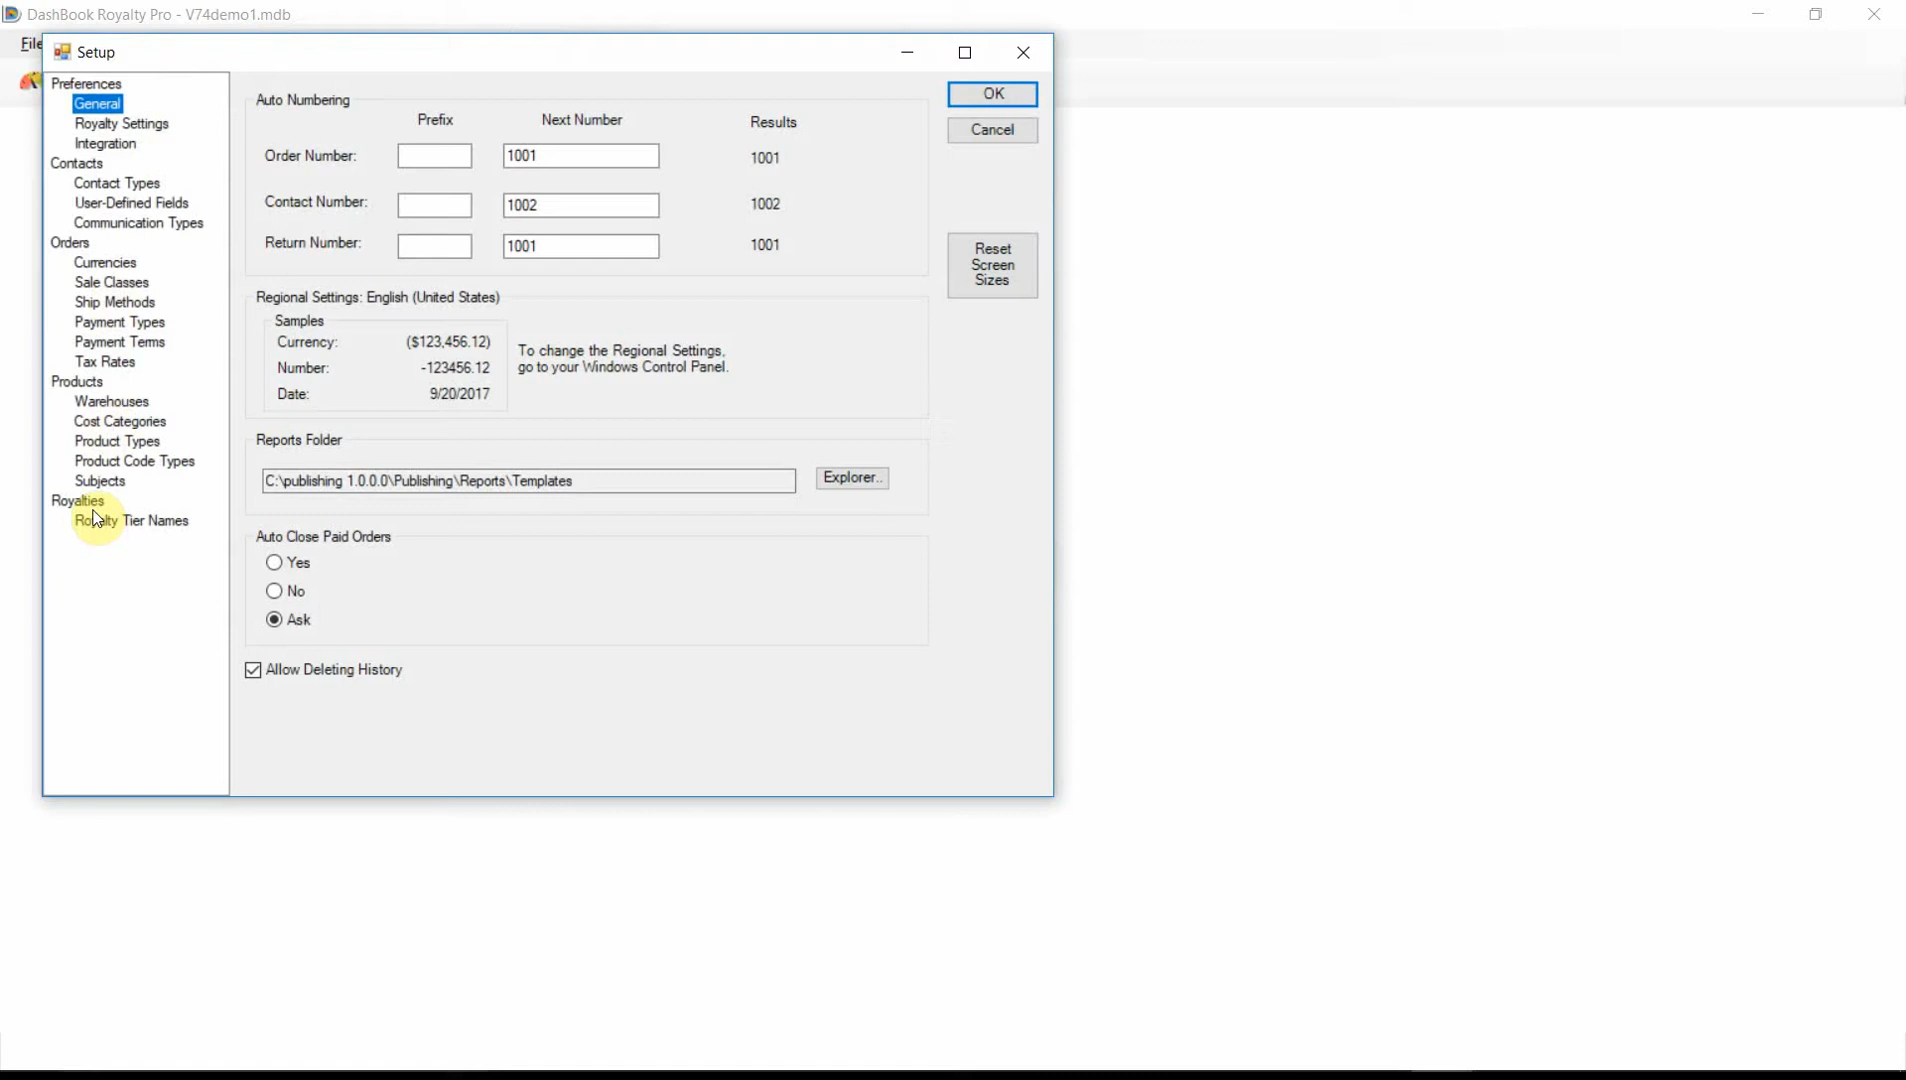 DashBook Royalty Pro - V74demo1.mdb
File
Setup
Preferences
General
Royalty Settings
Integration
Contacts
Contact Types
User-Defined Fields
Communication Types
Orders
Currencies
Sale Classes
Ship Methods
Payment Types
Payment Terms
Tax Rates
Products
Warehouses
Cost Categories
Product Types
Product Code Types
Subjects
Royalties
Royalty Tier Names
Auto Numbering
Prefix Next Number Results
Order Number: 1001 1001
Contact Number: 1002 1002
Return Number: 1001 1001
Regional Settings: English (United States)
Samples
Currency: ($123,456.12)
Number: -123456.12
Date: 9/20/2017
To change the Regional Settings,
go to your Windows Control Panel.
Reports Folder
C:\publishing 1.0.0.0\Publishing\Reports\Templates Explorer..
Auto Close Paid Orders
Yes
No
Ask
Allow Deleting History
OK
Cancel
Reset
Screen
Sizes